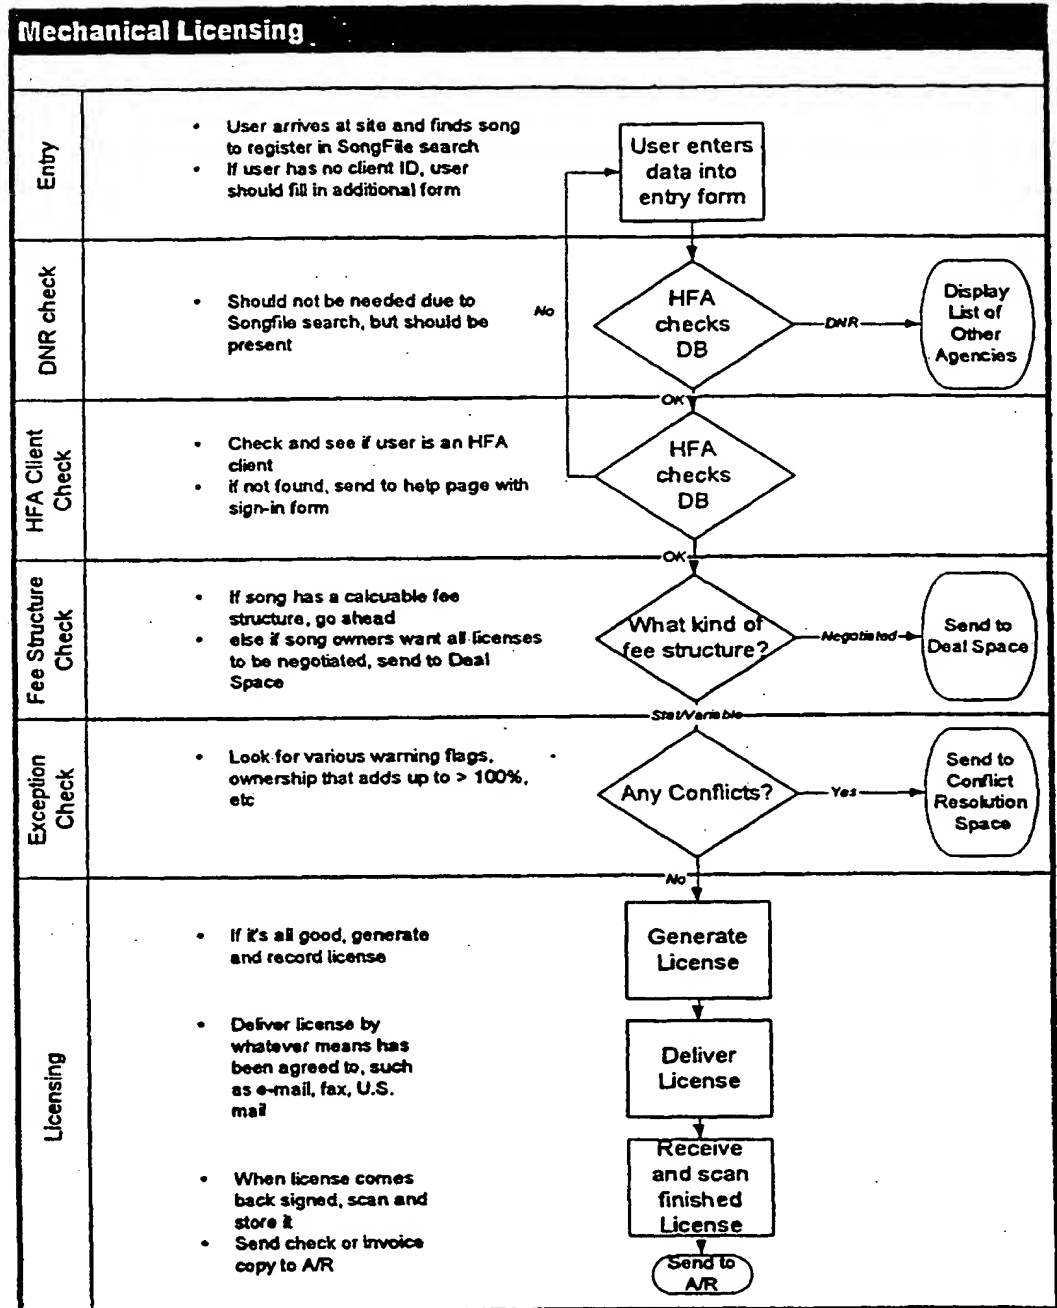 Mechanical Licensing
Entry
• User arrives at site and finds song
to register in SongFile search
• If user has no client ID, user
should fill in additional form
User enters
data into
entry form
DNR check
• Should not be needed due to
Songfile search, but should be
present
No
HFA
checks
DB
DNR
Display
List of
Other
Agencies
OK
HFA Client
Check
• Check and see if user is an HFA
client
• if not found, send to help page with
sign-in form
HFA
checks
DB
OK
Fee Structure
Check
• If song has a calcuable fee
structure, go ahead
• else if song owners want all licenses
to be negotiated, send to Deal
Space
What kind of
fee structure?
Negotiated
Send to
Deal Space
Stat/Variable
Exception
Check
• Look for various warning flags,
ownership that adds up to > 100%,
etc
Any Conflicts?
Yes
Send to
Conflict
Resolution
Space
No
Licensing
• If it's all good, generate
and record license
Generate
License
• Deliver license by
whatever means has
been agreed to, such
as e-mail, fax, U.S.
mail
Deliver
License
• When license comes
back signed, scan and
store it
• Send check or invoice
copy to A/R
Receive
and scan
finished
License
Send to
A/R